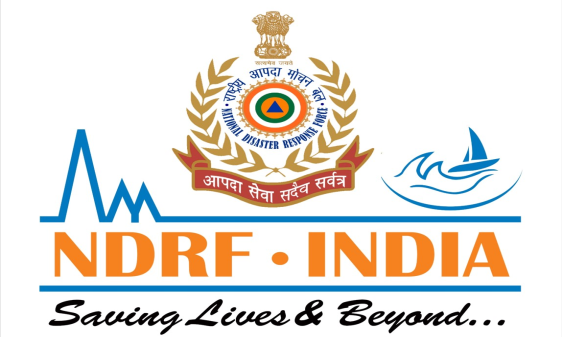 सत्यमेव जयते
राष्ट्रीय आपदा मोचन बल
NATIONAL DISASTER RESPONSE FORCE
आपदा सेवा सदैव सर्वत्र
NDRF • INDIA
Saving Lives & Beyond...